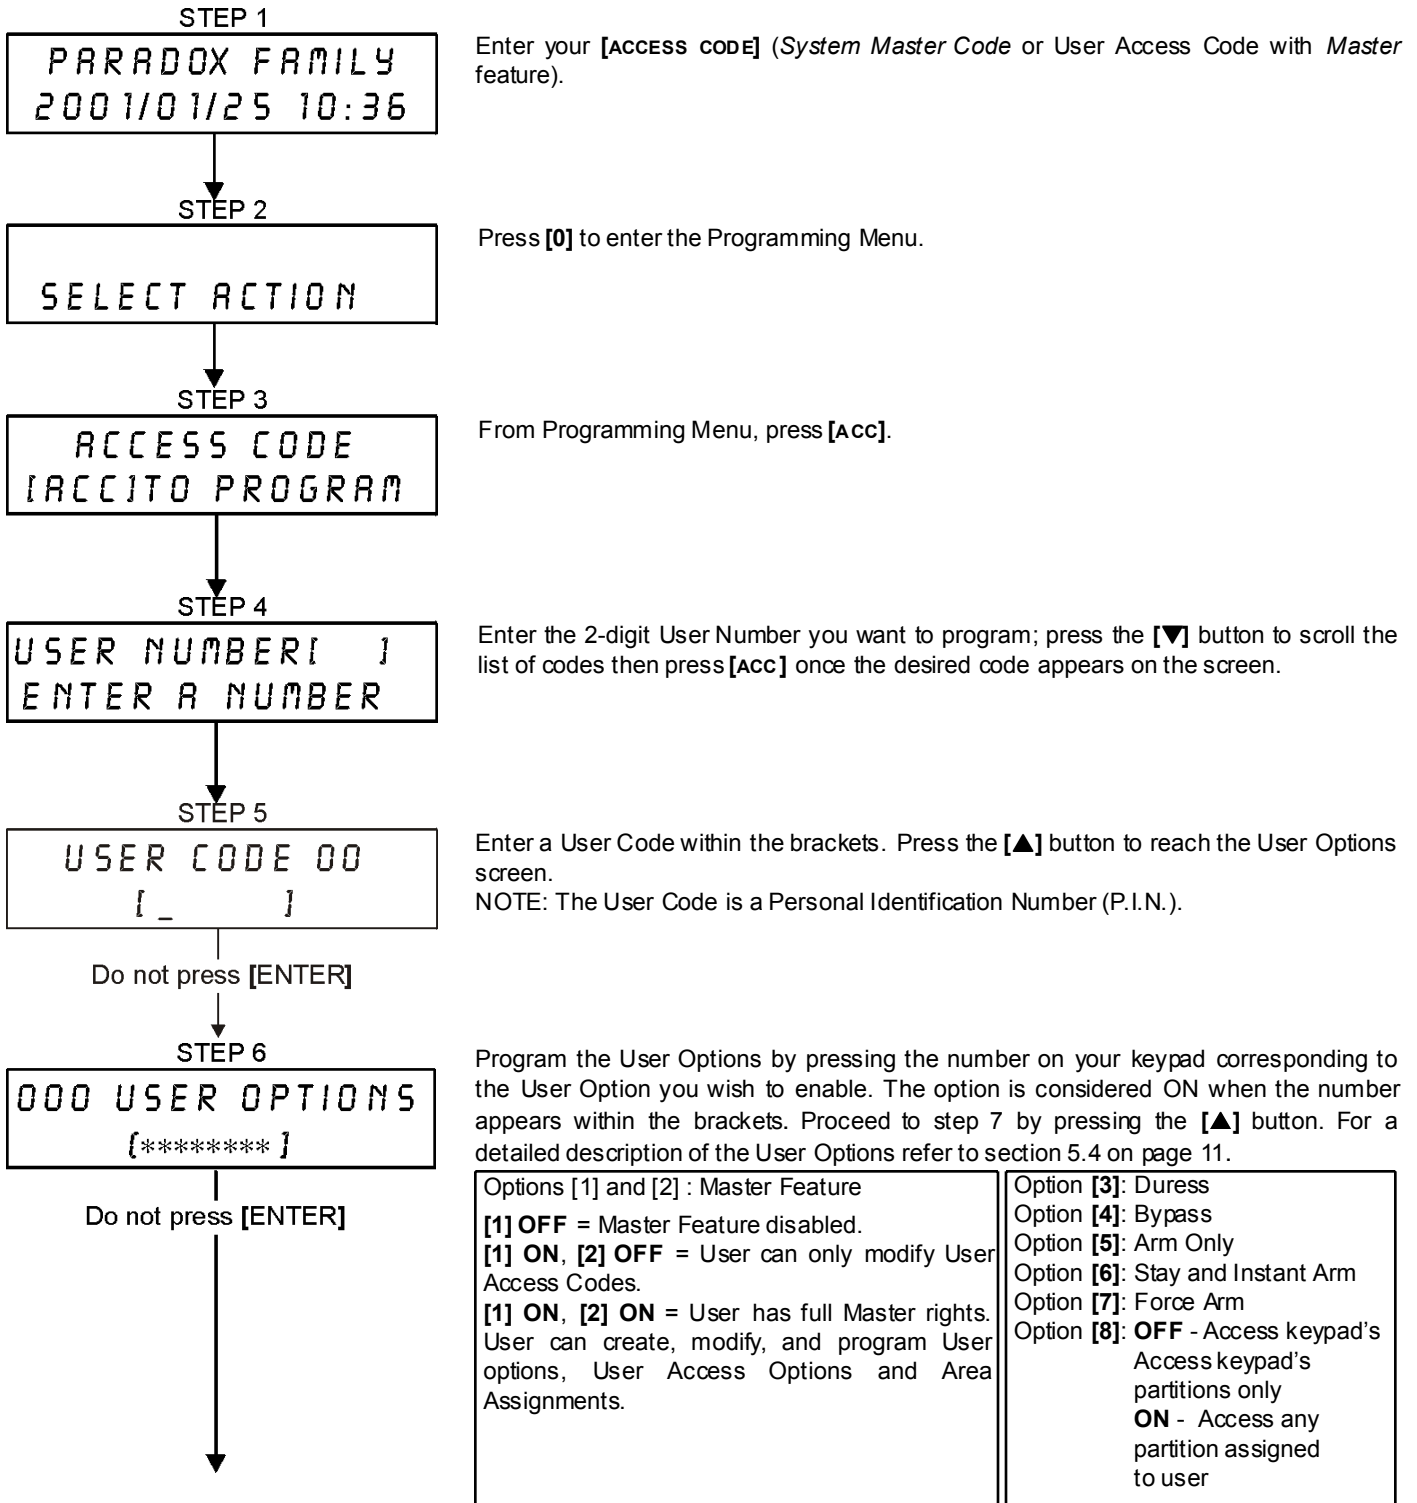 STEP 1
PARADOX FAMILY
2001/01/25 10:36
Enter your [ACCESS CODE] (System Master Code or User Access Code with Master
feature).
STEP 2
SELECT ACTION
Press [0] to enter the Programming Menu.
STEP 3
ACCESS CODE
[ACC]TO PROGRAM
From Programming Menu, press [ACC].
STEP 4
USER NUMBER[ ]
ENTER A NUMBER
Enter the 2-digit User Number you want to program; press the [▼] button to scroll the
list of codes then press [ACC] once the desired code appears on the screen.
STEP 5
USER CODE 00
[_ ]
Enter a User Code within the brackets. Press the [▲] button to reach the User Options
screen.
NOTE: The User Code is a Personal Identification Number (P.I.N.).
Do not press [ENTER]
STEP 6
000 USER OPTIONS
[******** ]
Program the User Options by pressing the number on your keypad corresponding to
the User Option you wish to enable. The option is considered ON when the number
appears within the brackets. Proceed to step 7 by pressing the [▲] button. For a
detailed description of the User Options refer to section 5.4 on page 11.
Do not press [ENTER]
Options [1] and [2] : Master Feature
[1] OFF = Master Feature disabled.
[1] ON, [2] OFF = User can only modify User
Access Codes.
[1] ON, [2] ON = User has full Master rights.
User can create, modify, and program User
options, User Access Options and Area
Assignments.
Option [3]: Duress
Option [4]: Bypass
Option [5]: Arm Only
Option [6]: Stay and Instant Arm
Option [7]: Force Arm
Option [8]: OFF - Access keypad's
Access keypad's
partitions only
ON - Access any
partition assigned
to user